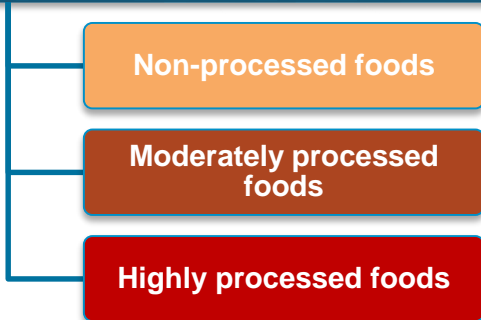 Non-processed foods
Moderately processed
foods
Highly processed foods